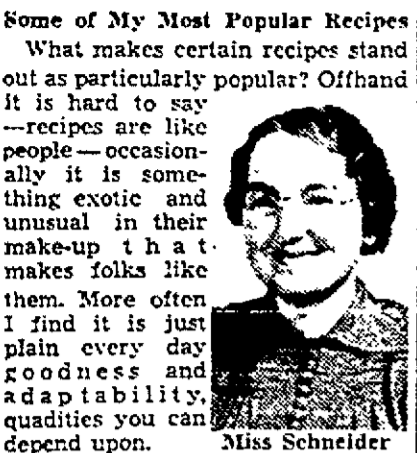 Some of My Most Popular Recipes
What makes certain recipes stand
out as particularly popular? Offhand
it is hard to say
—recipes are like
people — occasion-
ally it is some-
thing exotic and
unusual in their
make-up that
makes folks like
them. More often
I find it is just
plain every day
goodness and
adaptability,
quadities you can
depend upon.
Miss Schneider